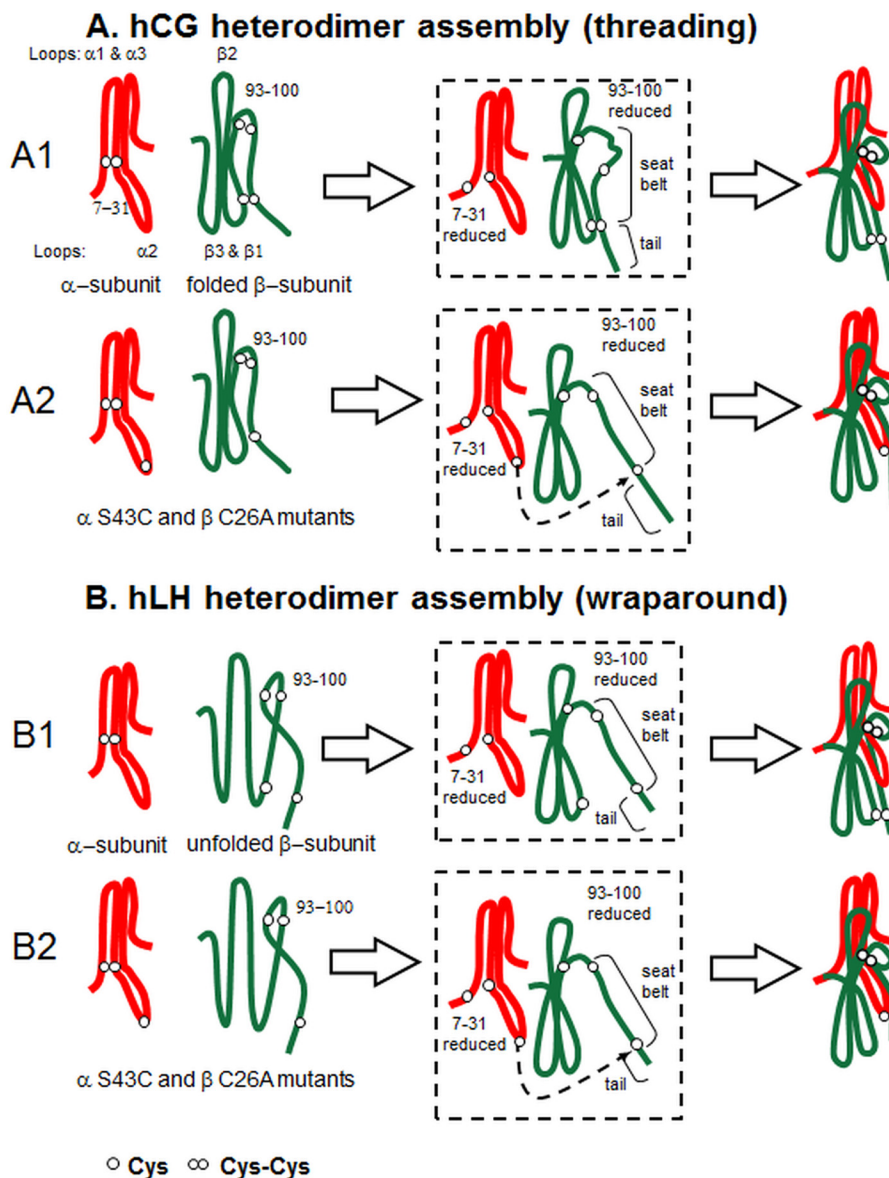 A. hCG heterodimer assembly (threading)
Loops: α1 & α3
β2
93-100
93-100
reduced
A1
seat
belt
7–31
7-31
reduced
tail
Loops:
α2
β3 & β1
α–subunit
folded β–subunit
93-100
93-100
reduced
A2
seat
belt
7-31
reduced
tail
α S43C and β C26A mutants
B. hLH heterodimer assembly (wraparound)
93-100
93-100
reduced
B1
seat
belt
7-31
reduced
tail
α–subunit
unfolded β–subunit
93–100
93-100
reduced
B2
seat
belt
7-31
reduced
tail
α S43C and β C26A mutants
Cys
Cys-Cys